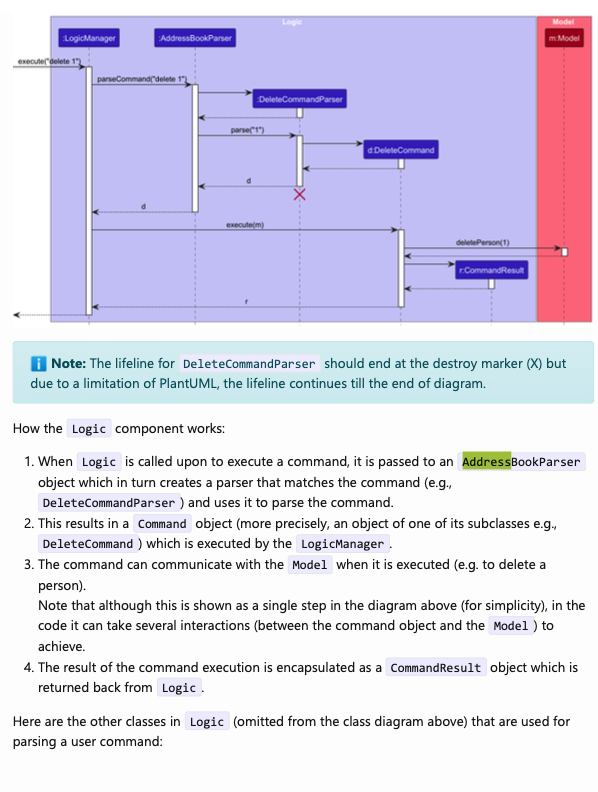 Logic
Model
:LogicManager
:AddressBookParser
m:Model
execute("delete 1")
parseCommand("delete 1")
:DeleteCommandParser
parse("1")
d:DeleteCommand
d
d
execute(m)
deletePerson(1)
r:CommandResult
r
Note: The lifeline for DeleteCommandParser should end at the destroy marker (X) but
due to a limitation of PlantUML, the lifeline continues till the end of diagram.
How the Logic component works:
1. When Logic is called upon to execute a command, it is passed to an AddressBookParser
object which in turn creates a parser that matches the command (e.g.,
DeleteCommandParser ) and uses it to parse the command.
2. This results in a Command object (more precisely, an object of one of its subclasses e.g.,
DeleteCommand ) which is executed by the LogicManager .
3. The command can communicate with the Model when it is executed (e.g. to delete a
person).
Note that although this is shown as a single step in the diagram above (for simplicity), in the
code it can take several interactions (between the command object and the Model ) to
achieve.
4. The result of the command execution is encapsulated as a CommandResult object which is
returned back from Logic .
Here are the other classes in Logic (omitted from the class diagram above) that are used for
parsing a user command: